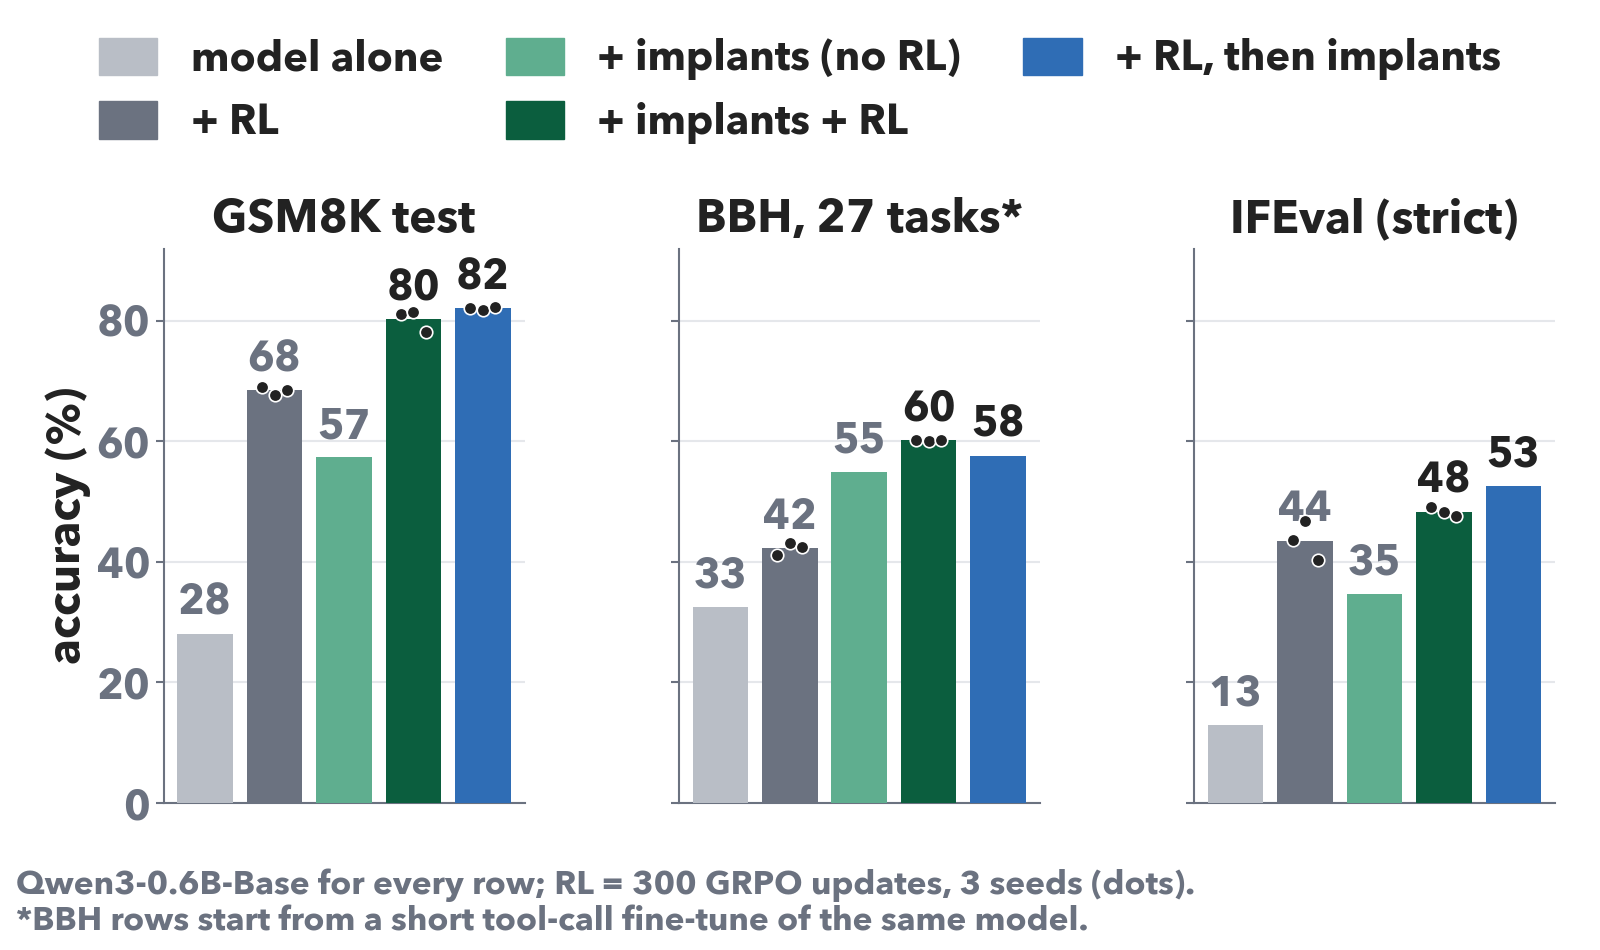 model alone
+ implants (no RL)
+ RL, then implants
+ RL
+ implants + RL
GSM8K test
BBH, 27 tasks*
IFEval (strict)
accuracy (%)
80
60
40
20
0
28
68
57
80
82
33
42
55
60
58
13
44
35
48
53
Qwen3-0.6B-Base for every row; RL = 300 GRPO updates, 3 seeds (dots).
*BBH rows start from a short tool-call fine-tune of the same model.